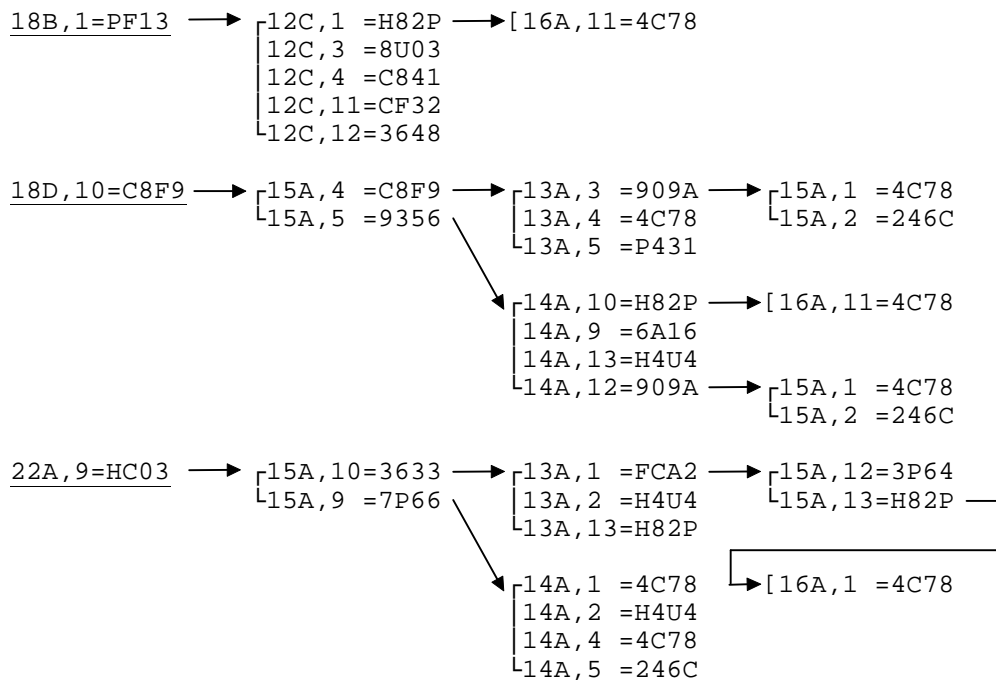 18B,1=PF13 → ┌12C,1 =H82P → [16A,11=4C78
│12C,3 =8U03
│12C,4 =C841
│12C,11=CF32
└12C,12=3648
18D,10=C8F9 → ┌15A,4 =C8F9 → ┌13A,3 =909A → ┌15A,1 =4C78
└15A,5 =9356 │13A,4 =4C78 └15A,2 =246C
└13A,5 =P431
┌14A,10=H82P → [16A,11=4C78
│14A,9 =6A16
│14A,13=H4U4
└14A,12=909A → ┌15A,1 =4C78
└15A,2 =246C
22A,9=HC03 → ┌15A,10=3633 → ┌13A,1 =FCA2 → ┌15A,12=3P64
└15A,9 =7P66 │13A,2 =H4U4 └15A,13=H82P
└13A,13=H82P
┌14A,1 =4C78 → [16A,1 =4C78
│14A,2 =H4U4
│14A,4 =4C78
└14A,5 =246C